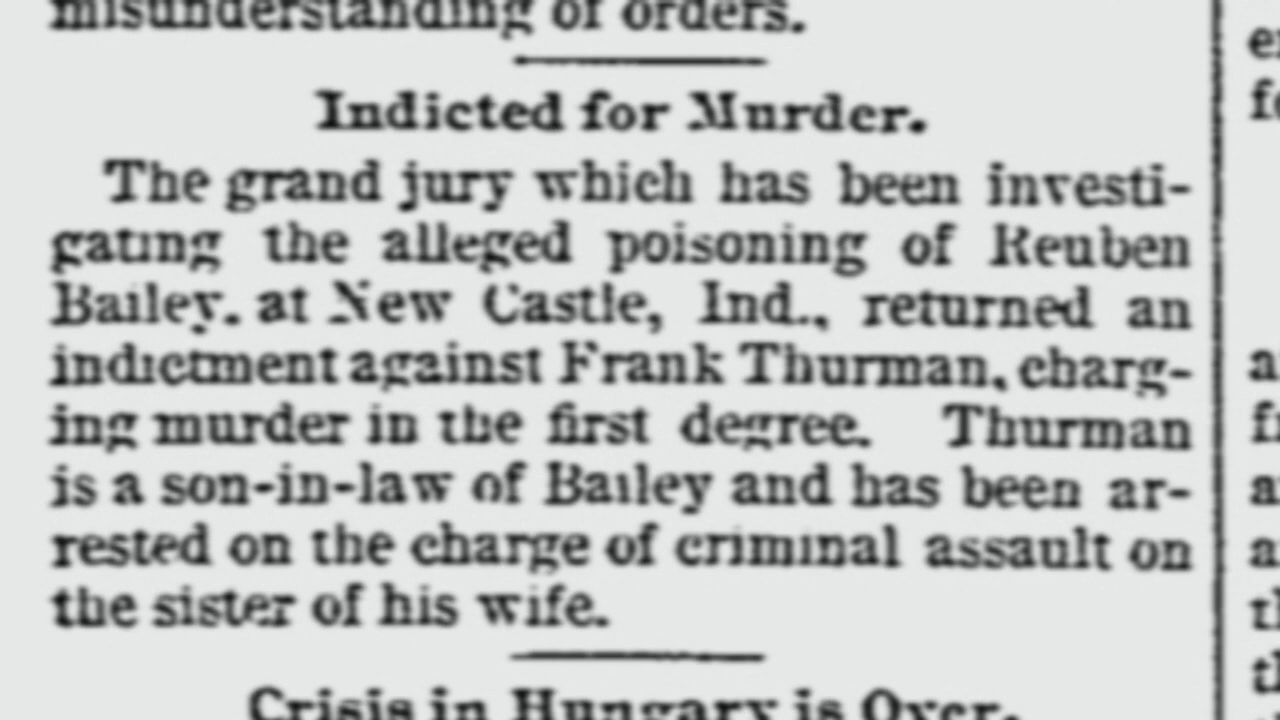 misunderstanding of orders.
Indicted for Murder.
The grand jury which has been investi-
gating the alleged poisoning of Reuben
Bailey, at New Castle, Ind., returned an
indictment against Frank Thurman, charg-
ing murder in the first degree. Thurman
is a son-in-law of Bailey and has been ar-
rested on the charge of criminal assault on
the sister of his wife.
Crisis in Hungary is Over.